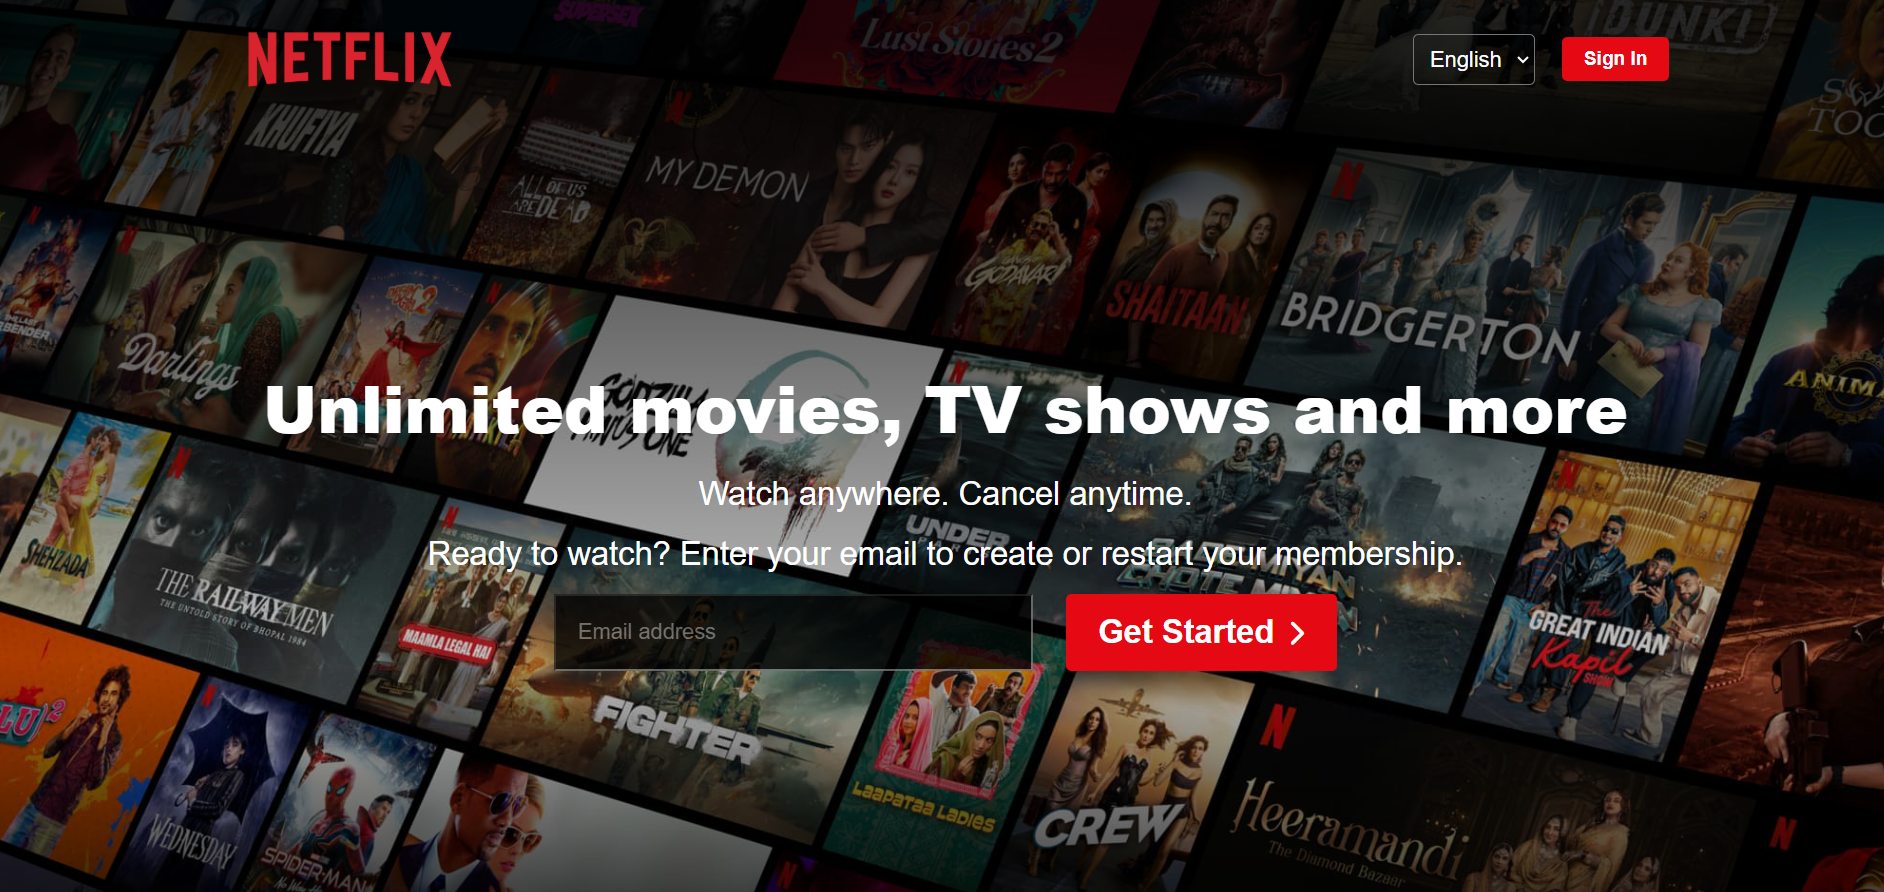 SUPERSEX
Lust Stories 2
DUNKI
NETFLIX
English
Sign In
KHUFIYA
ALL OF US
ARE DEAD
MY DEMON
GODAVARI
SHAITAAN
BRIDGERTON
Darlings
GODZILLA
MINUS ONE
Unlimited movies, TV shows and more
Watch anywhere. Cancel anytime.
UNDER
Ready to watch? Enter your email to create or restart your membership.
SHEHZADA
THE RAILWAY MEN
THE UNTOLD STORY OF BHOPAL 1984
MAAMLA LEGAL HAI
CHOTE
Email address
Get Started
The
GREAT INDIAN
Kapil
SHOW
FIGHTER
LAAPATAA LADIES
CREW
WEDNESDAY
SPIDER-MAN
Heeramandi
The Diamond Bazaar